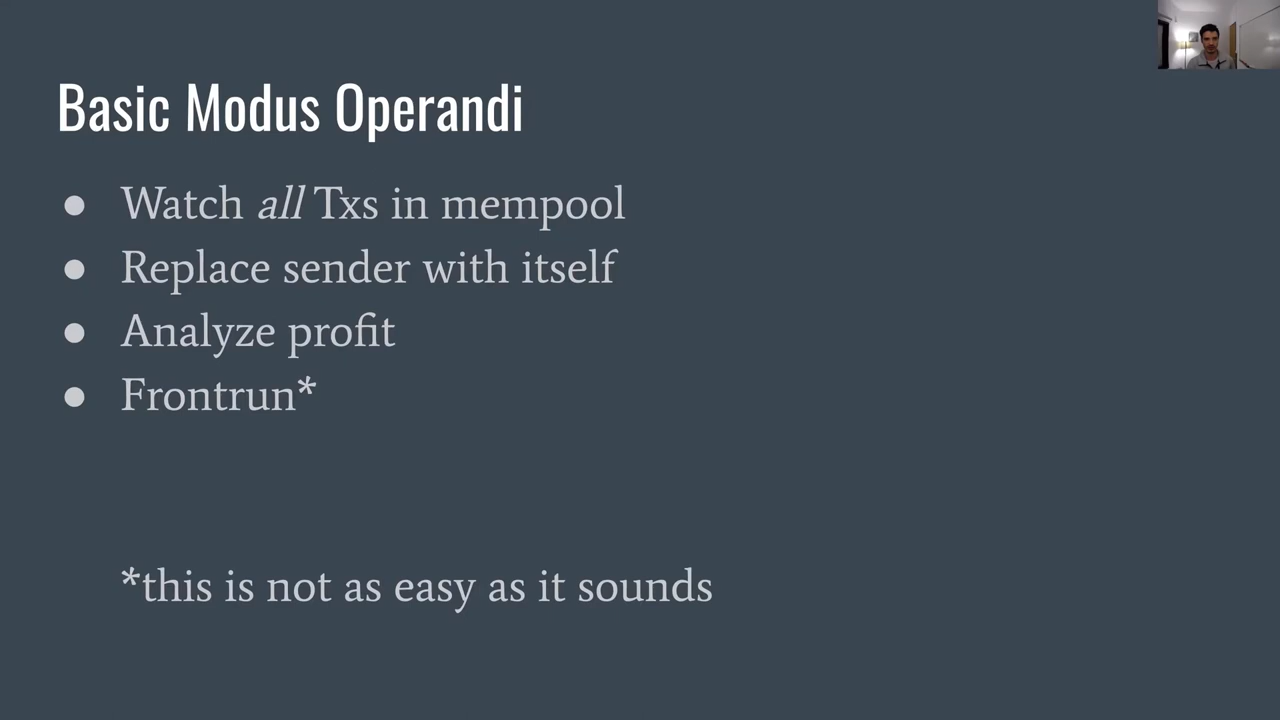 Basic Modus Operandi
● Watch all Txs in mempool
● Replace sender with itself
● Analyze profit
● Frontrun*
*this is not as easy as it sounds